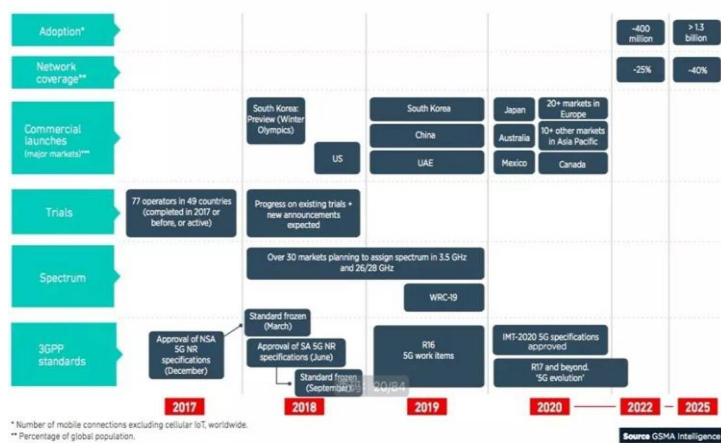 Adoption*
~400
million
> 1.3
billion
Network
coverage**
~25%
~40%
Commercial
launches
(major markets)***
South Korea:
Preview (Winter
Olympics)
US
South Korea
China
UAE
Japan
Australia
Mexico
20+ markets in
Europe
10+ other markets
in Asia Pacific
Canada
Trials
77 operators in 49 countries
(completed in 2017 or
before, or active)
Progress on existing trials +
new announcements
expected
Spectrum
Over 30 markets planning to assign spectrum in 3.5 GHz
and 26/28 GHz
WRC-19
3GPP
standards
Approval of NSA
5G NR
specifications
(December)
Standard frozen
(March)
Approval of SA 5G NR
specifications (June)
Standard frozen
(September)
20/84
R16
5G work items
IMT-2020 5G specifications
approved
R17 and beyond.
'5G evolution'
2017
2018
2019
2020
2022
2025
* Number of mobile connections excluding cellular IoT, worldwide.
** Percentage of global population.
Source GSMA Intelligence